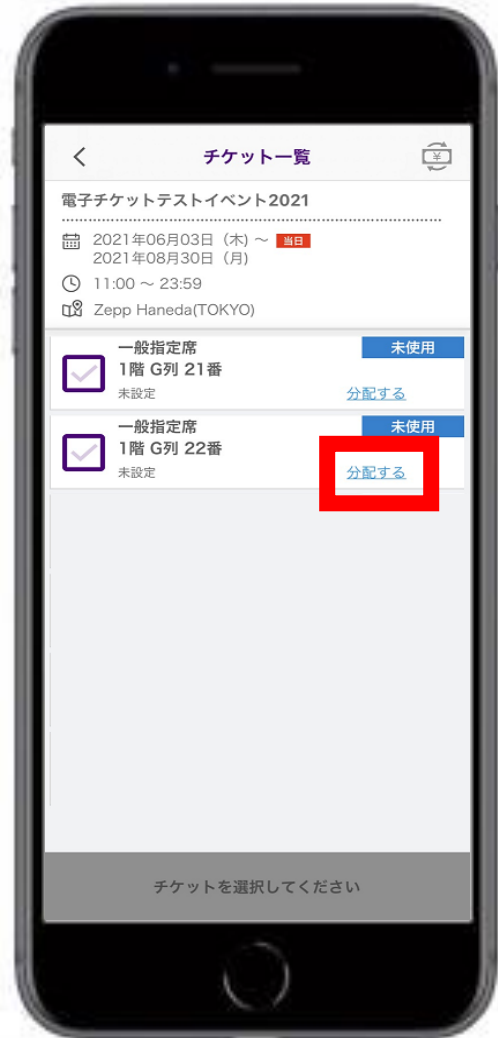 チケット一覧
電子チケットテストイベント2021
2021年06月03日（木）～ 当日
2021年08月30日（月）
11:00 ～ 23:59
Zepp Haneda(TOKYO)
一般指定席 未使用
1階 G列 21番
未設定 分配する
一般指定席 未使用
1階 G列 22番
未設定 分配する
チケットを選択してください